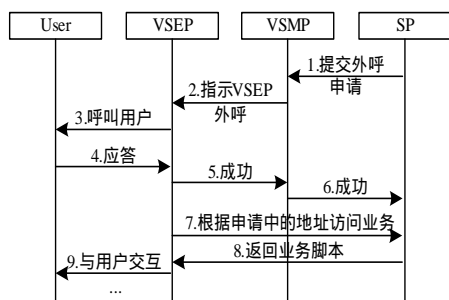 User VSEP VSMP SP
1.提交外呼
申请
2.指示VSEP
外呼
3.呼叫用户
4.应答
5.成功
6.成功
7.根据申请中的地址访问业务
8.返回业务脚本
9.与用户交互
...